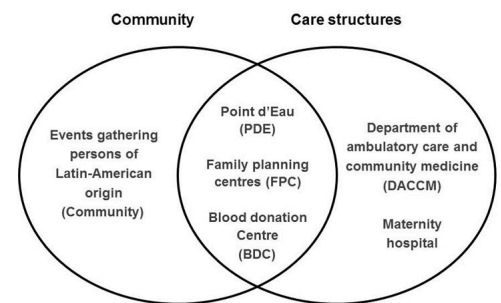 Community
Care structures
Events gathering
persons of
Latin-American
origin
(Community)
Point d'Eau
(PDE)
Family planning
centres (FPC)
Blood donation
Centre
(BDC)
Department of
ambulatory care and
community medicine
(DACCM)
Maternity
hospital